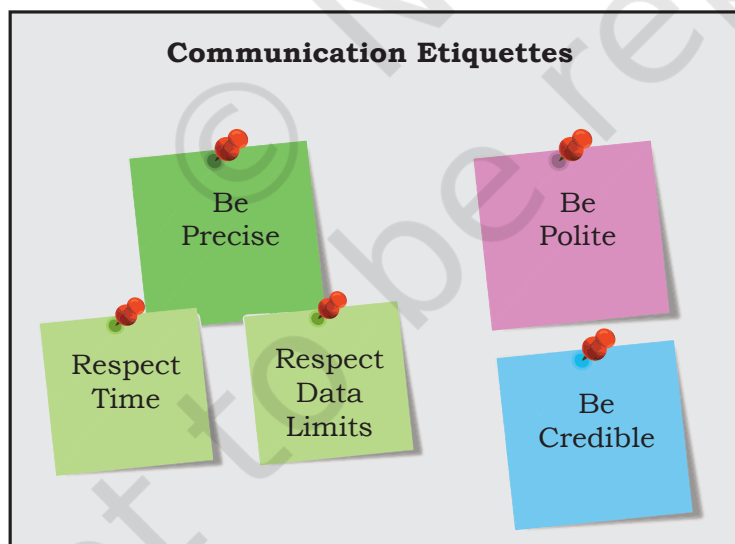 Communication Etiquettes
Be
Precise
Respect
Time
Respect
Data
Limits
Be
Polite
Be
Credible